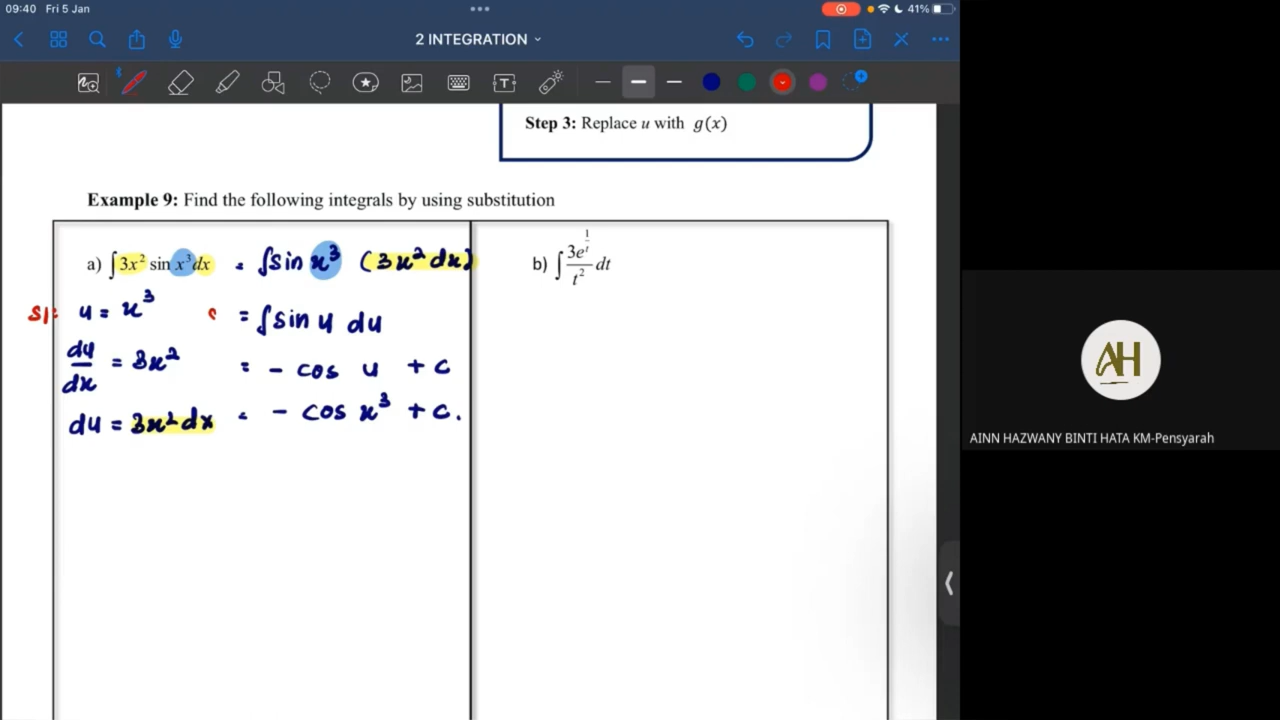 09:40 Fri 5 Jan
41%
2 INTEGRATION
Step 3: Replace u with g(x)
Example 9: Find the following integrals by using substitution
a) ∫ 3x² sin x³ dx = ∫ sin x³ (3x² dx)
S1: u = x³
= ∫ sin u du
du/dx = 3x²
= - cos u + c
du = 3x² dx
= - cos x³ + c.
b) ∫ 3e^(1/t) / t² dt
AH
AINN HAZWANY BINTI HATA KM-Pensyarah